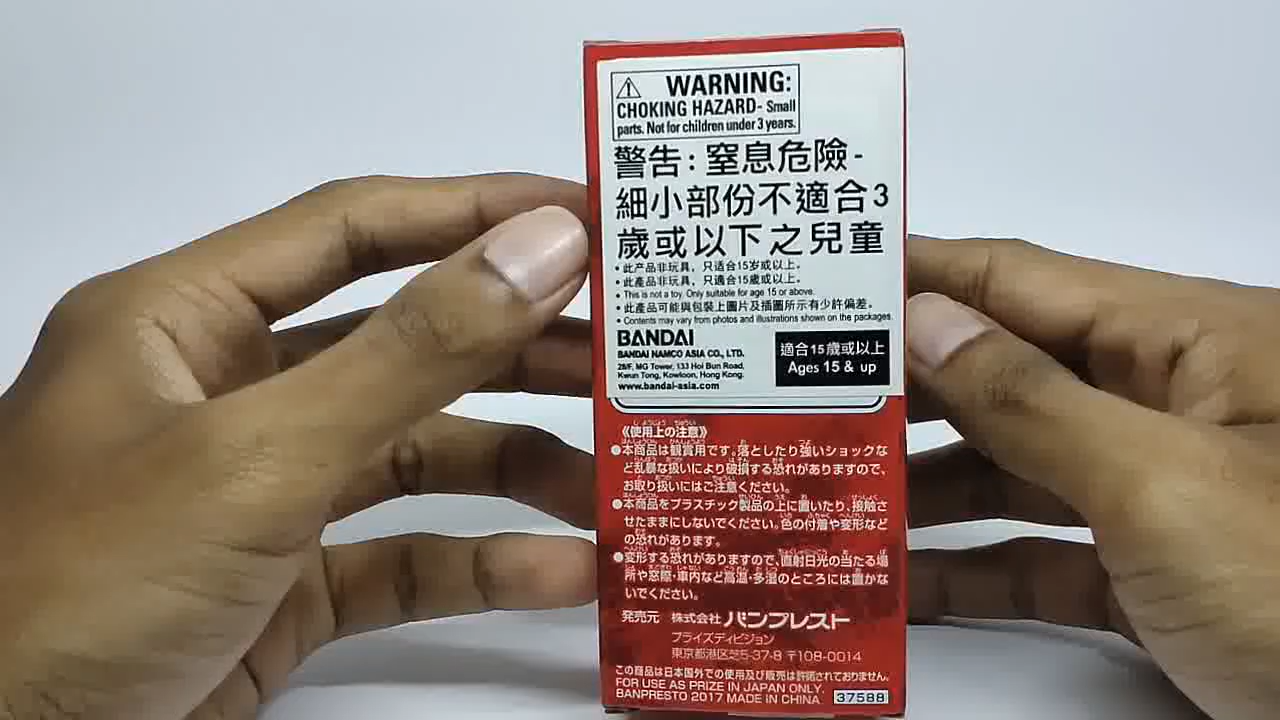 WARNING:
CHOKING HAZARD- Small
parts. Not for children under 3 years.
警告:窒息危險-
細小部份不適合3
歲或以下之兒童
• 此产品非玩具，只适合15岁或以上。
• 此產品非玩具，只適合15歲或以上。
• This is not a toy. Only suitable for age 15 or above.
• 此產品可能與包裝上圖片及插圖所示有少許偏差。
• Contents may vary from photos and illustrations shown on the packages.
BANDAI
BANDAI NAMCO ASIA CO., LTD.
28/F, MG Tower, 133 Hoi Bun Road,
Kwun Tong, Kowloon, Hong Kong.
www.bandai-asia.com
適合15歲或以上
Ages 15 & up
《使用上の注意》
●本商品は観賞用です。落としたり強いショックな
ど乱暴な扱いにより破損する恐れがありますので、
お取り扱いにはご注意ください。
●本商品をプラスチック製品の上に置いたり、接触さ
せたままにしないでください。色の付着や変形など
の恐れがあります。
●変形する恐れがありますので、直射日光の当たる場
所や窓際・車内など高温・多湿のところには置かな
いでください。
発売元 株式会社 バンプレスト
プライズディビジョン
東京都港区芝5-37-8 〒108-0014
この商品は日本国外での使用及び販売は許諾されておりません。
FOR USE AS PRIZE IN JAPAN ONLY.
BANPRESTO 2017 MADE IN CHINA 37588